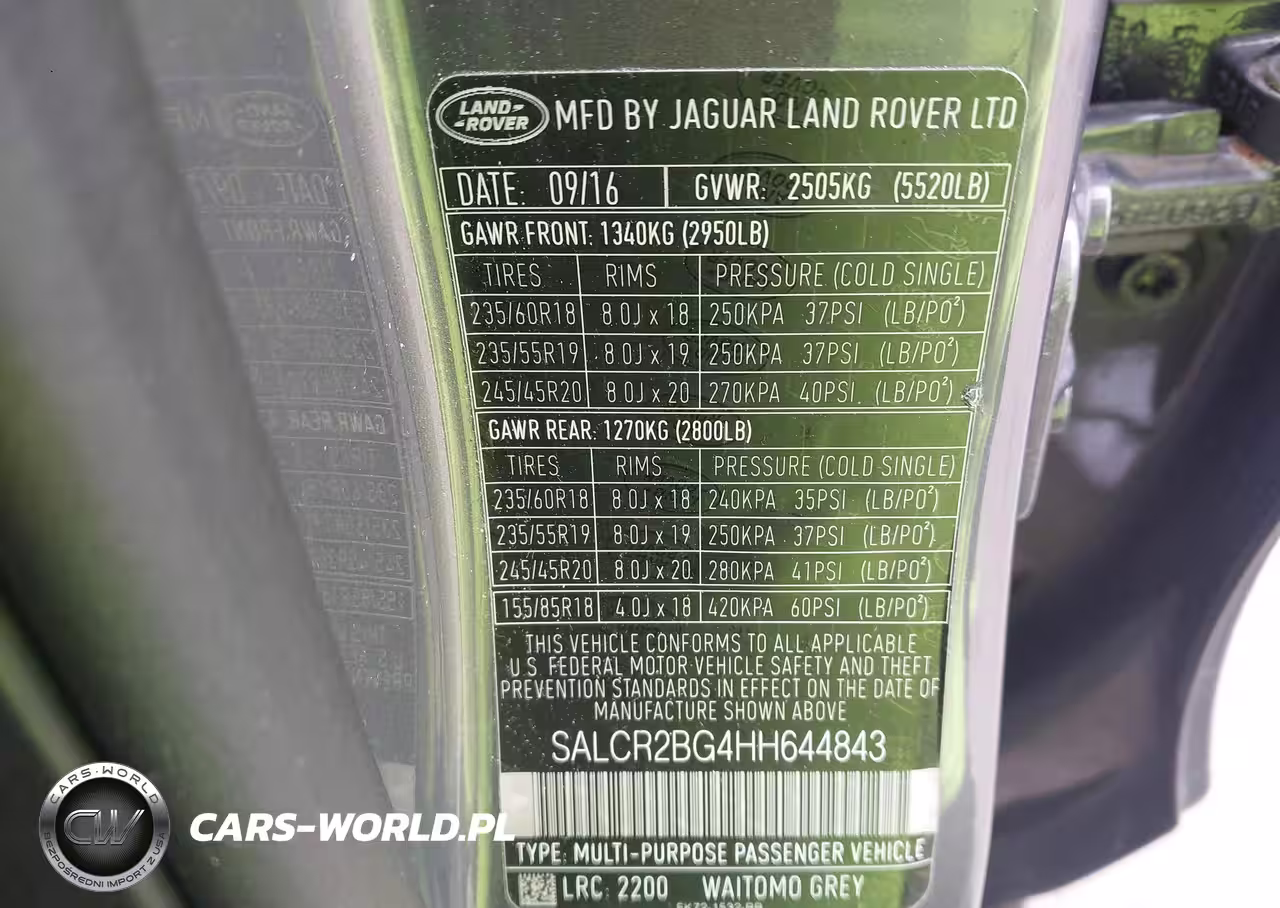 LAND-
-ROVER
MFD BY JAGUAR LAND ROVER LTD
DATE: 09/16 GVWR: 2505KG (5520LB)
GAWR FRONT: 1340KG (2950LB)
TIRES RIMS PRESSURE (COLD SINGLE)
235/60R18 8.0J x 18 250KPA 37PSI (LB/PO²)
235/55R19 8.0J x 19 250KPA 37PSI (LB/PO²)
245/45R20 8.0J x 20 270KPA 40PSI (LB/PO²)
GAWR REAR: 1270KG (2800LB)
TIRES RIMS PRESSURE (COLD SINGLE)
235/60R18 8.0J x 18 240KPA 35PSI (LB/PO²)
235/55R19 8.0J x 19 250KPA 37PSI (LB/PO²)
245/45R20 8.0J x 20 280KPA 41PSI (LB/PO²)
155/85R18 4.0J x 18 420KPA 60PSI (LB/PO²)
THIS VEHICLE CONFORMS TO ALL APPLICABLE
U.S. FEDERAL MOTOR VEHICLE SAFETY AND THEFT
PREVENTION STANDARDS IN EFFECT ON THE DATE OF
MANUFACTURE SHOWN ABOVE
SALCR2BG4HH644843
TYPE: MULTI-PURPOSE PASSENGER VEHICLE
LRC: 2200 WAITOMO GREY
CARS-WORLD
CW
BEZPOŚREDNI IMPORT Z USA
CARS-WORLD.PL